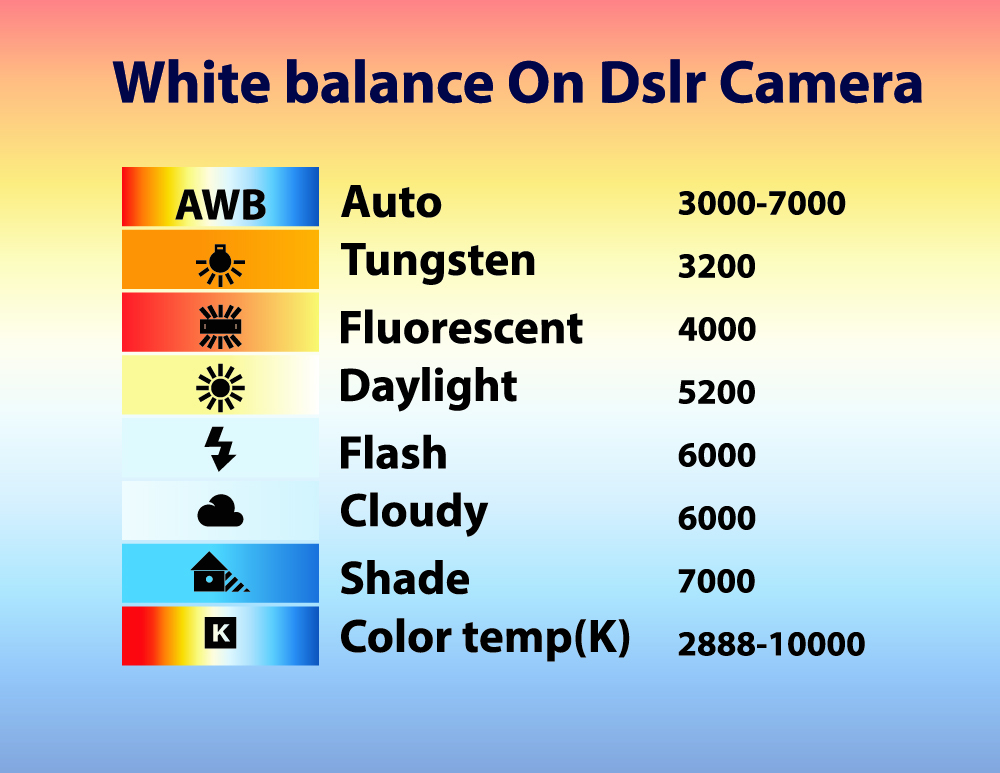 White balance On Dslr Camera
AWB Auto 3000-7000
Tungsten 3200
Fluorescent 4000
Daylight 5200
Flash 6000
Cloudy 6000
Shade 7000
K Color temp(K) 2888-10000